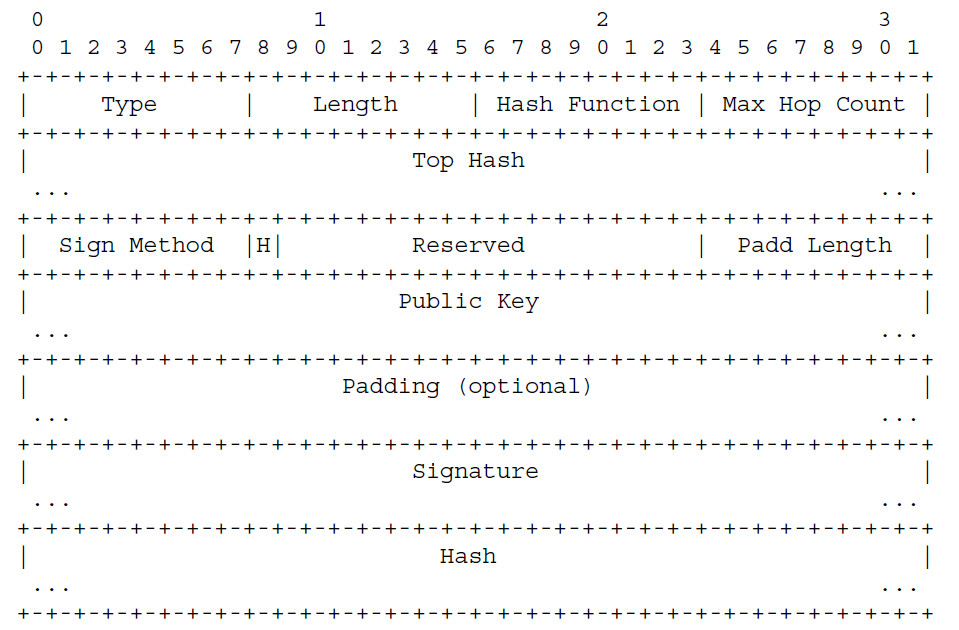 0                   1                   2                   3
 0 1 2 3 4 5 6 7 8 9 0 1 2 3 4 5 6 7 8 9 0 1 2 3 4 5 6 7 8 9 0 1
+-+-+-+-+-+-+-+-+-+-+-+-+-+-+-+-+-+-+-+-+-+-+-+-+-+-+-+-+-+-+-+-+
|     Type      |    Length     | Hash Function | Max Hop Count |
+-+-+-+-+-+-+-+-+-+-+-+-+-+-+-+-+-+-+-+-+-+-+-+-+-+-+-+-+-+-+-+-+
|                           Top Hash                            |
 ...                                                         ...
+-+-+-+-+-+-+-+-+-+-+-+-+-+-+-+-+-+-+-+-+-+-+-+-+-+-+-+-+-+-+-+-+
|  Sign Method  |H|         Reserved            |  Padd Length  |
+-+-+-+-+-+-+-+-+-+-+-+-+-+-+-+-+-+-+-+-+-+-+-+-+-+-+-+-+-+-+-+-+
|                          Public Key                           |
 ...                                                         ...
+-+-+-+-+-+-+-+-+-+-+-+-+-+-+-+-+-+-+-+-+-+-+-+-+-+-+-+-+-+-+-+-+
|                      Padding (optional)                       |
 ...                                                         ...
+-+-+-+-+-+-+-+-+-+-+-+-+-+-+-+-+-+-+-+-+-+-+-+-+-+-+-+-+-+-+-+-+
|                           Signature                           |
 ...                                                         ...
+-+-+-+-+-+-+-+-+-+-+-+-+-+-+-+-+-+-+-+-+-+-+-+-+-+-+-+-+-+-+-+-+
|                             Hash                              |
 ...                                                         ...
+-+-+-+-+-+-+-+-+-+-+-+-+-+-+-+-+-+-+-+-+-+-+-+-+-+-+-+-+-+-+-+-+